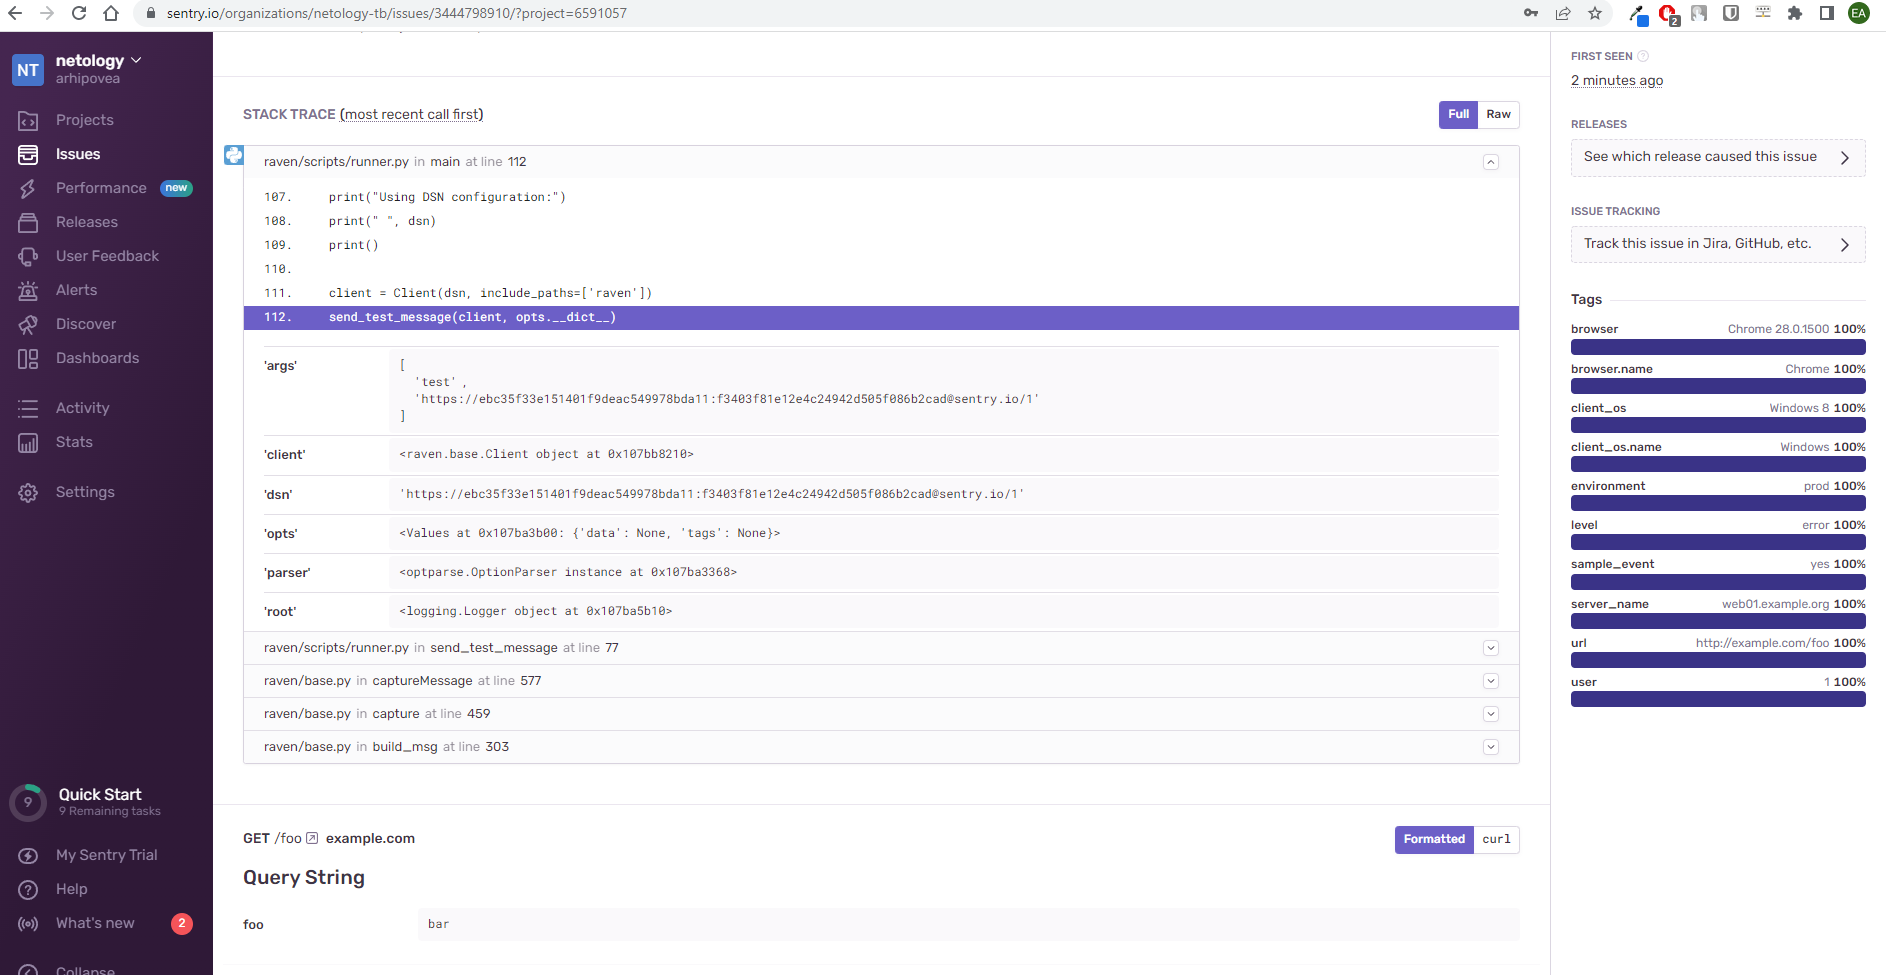 sentry.io/organizations/netology-tb/issues/3444798910/?project=6591057
2
EA
NT
netology
arhipovea
Projects
Issues
Performance new
Releases
User Feedback
Alerts
Discover
Dashboards
Activity
Stats
Settings
9
Quick Start
9 Remaining tasks
My Sentry Trial
Help
What's new 2
Collapse
STACK TRACE (most recent call first)
Full Raw
raven/scripts/runner.py in main at line 112
107. print("Using DSN configuration:")
108. print(" ", dsn)
109. print()
110.
111. client = Client(dsn, include_paths=['raven'])
112. send_test_message(client, opts.__dict__)
'args' [
'test' ,
'https://ebc35f33e151401f9deac549978bda11:f3403f81e12e4c24942d505f086b2cad@sentry.io/1'
]
'client' <raven.base.Client object at 0x107bb8210>
'dsn' 'https://ebc35f33e151401f9deac549978bda11:f3403f81e12e4c24942d505f086b2cad@sentry.io/1'
'opts' <Values at 0x107ba3b00: {'data': None, 'tags': None}>
'parser' <optparse.OptionParser instance at 0x107ba3368>
'root' <logging.Logger object at 0x107ba5b10>
raven/scripts/runner.py in send_test_message at line 77
raven/base.py in captureMessage at line 577
raven/base.py in capture at line 459
raven/base.py in build_msg at line 303
GET /foo example.com
Formatted curl
Query String
foo bar
FIRST SEEN ?
2 minutes ago
RELEASES
See which release caused this issue
ISSUE TRACKING
Track this issue in Jira, GitHub, etc.
Tags
browser Chrome 28.0.1500 100%
browser.name Chrome 100%
client_os Windows 8 100%
client_os.name Windows 100%
environment prod 100%
level error 100%
sample_event yes 100%
server_name web01.example.org 100%
url http://example.com/foo 100%
user 1 100%